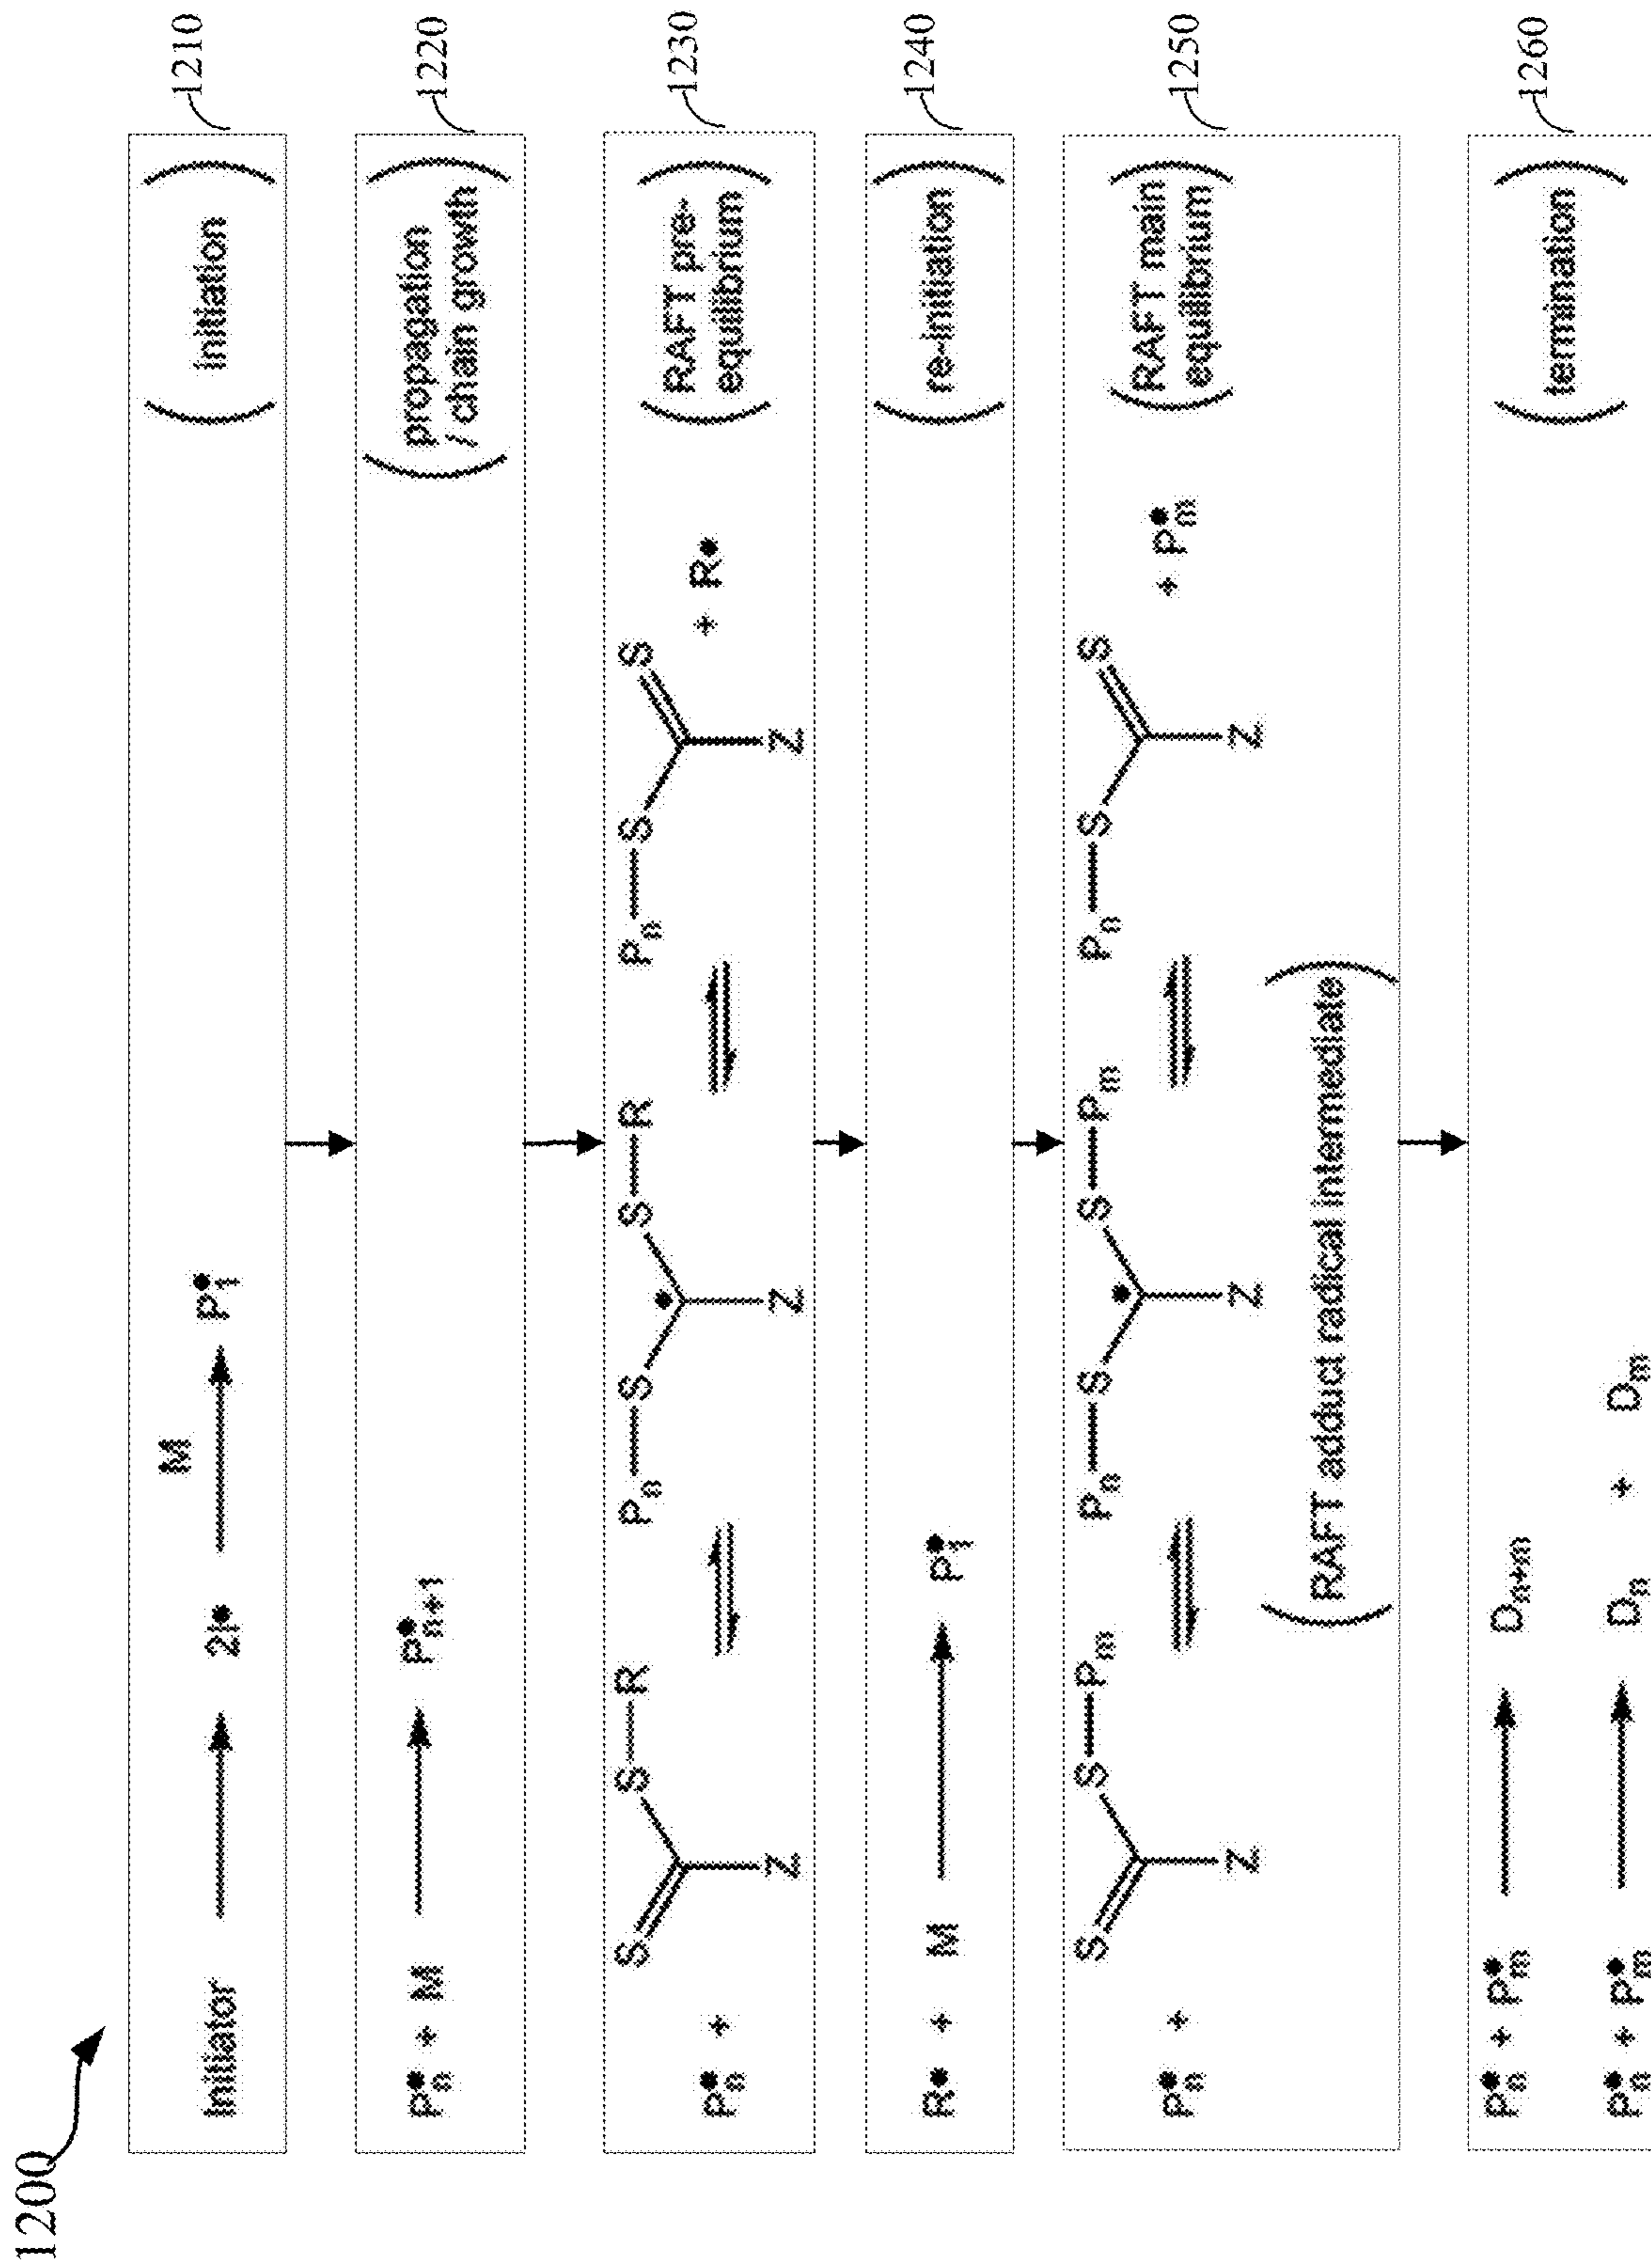 1200
Initiator 2I• M P•1 (initiation) 1210
P•n + M P•n+1 (propagation
/ chain growth) 1220
P•n + S S—R Z Pn—S S—R Z Pn—S S Z + R• (RAFT pre-
equilibrium) 1230
R• + M P•1 (re-initiation) 1240
P•n + S S—Pm Z Pn—S S—Pm Z Pn—S S Z + P•m (RAFT main
equilibrium) 1250
(RAFT adduct radical intermediate)
P•n + P•m Dn+m (termination) 1260
P•n + P•m Dn + Dm